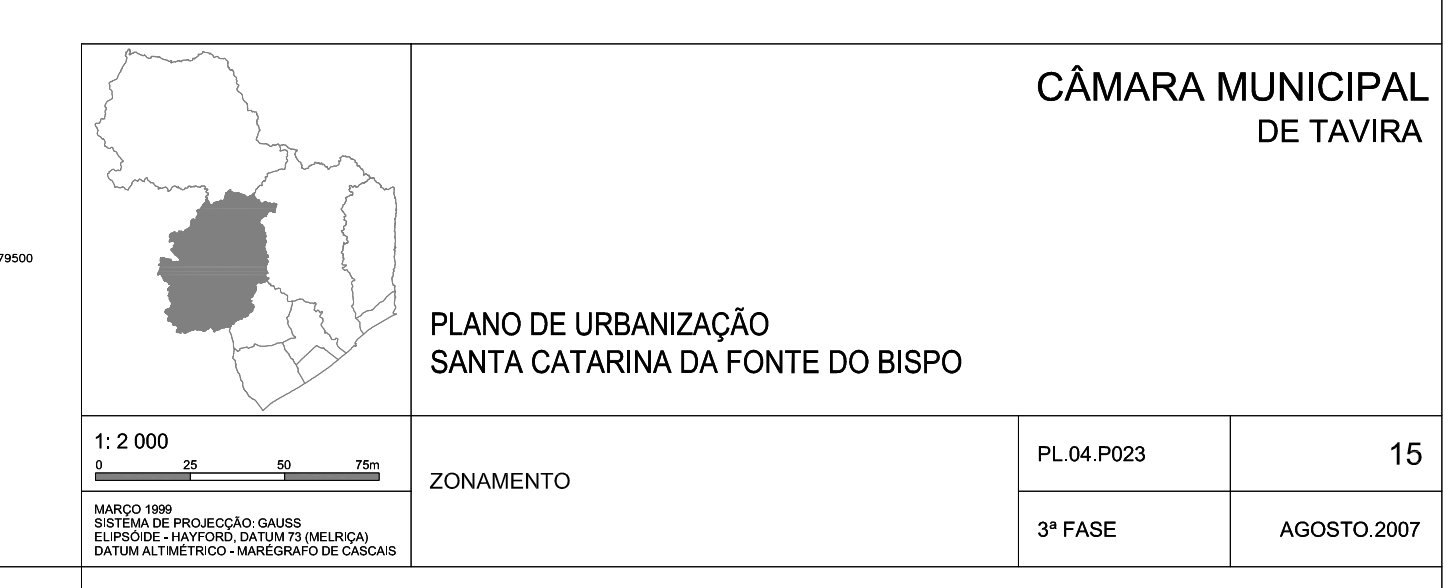 CÂMARA MUNICIPAL
DE TAVIRA
79500
PLANO DE URBANIZAÇÃO
SANTA CATARINA DA FONTE DO BISPO
1: 2 000
0 25 50 75m
MARÇO 1999
SISTEMA DE PROJECÇÃO: GAUSS
ELIPSÓIDE - HAYFORD, DATUM 73 (MELRIÇA)
DATUM ALTIMÉTRICO - MARÉGRAFO DE CASCAIS
ZONAMENTO
PL.04.P023
15
3ª FASE
AGOSTO.2007